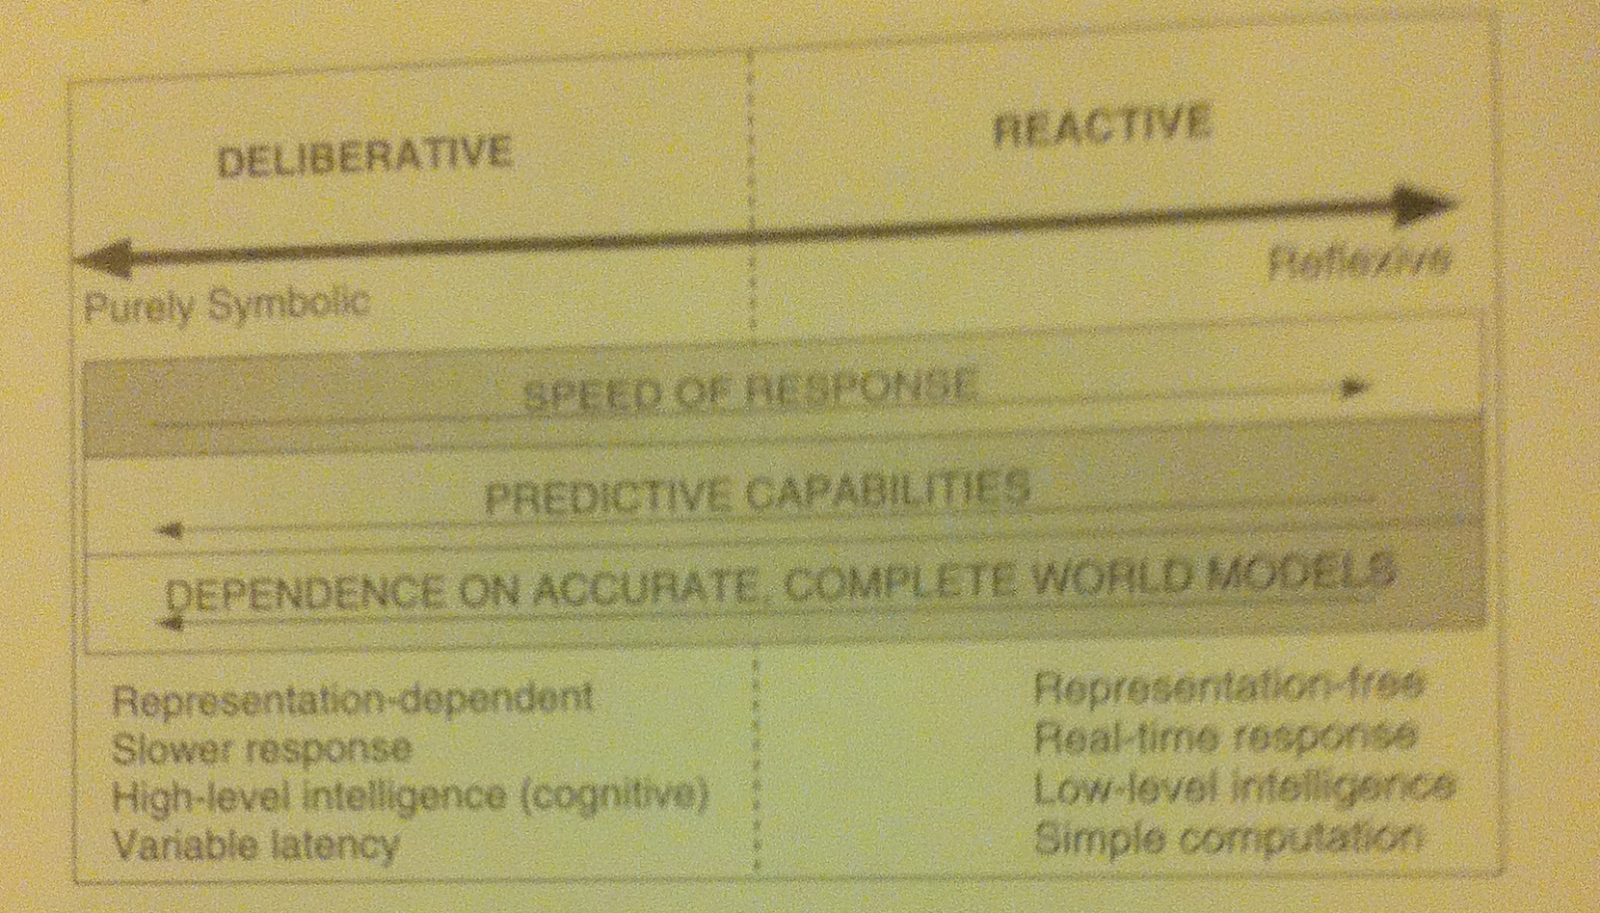 DELIBERATIVE
REACTIVE
Purely Symbolic
Reflexive
SPEED OF RESPONSE
PREDICTIVE CAPABILITIES
DEPENDENCE ON ACCURATE, COMPLETE WORLD MODELS
Representation-dependent
Slower response
High-level intelligence (cognitive)
Variable latency
Representation-free
Real-time response
Low-level intelligence
Simple computation